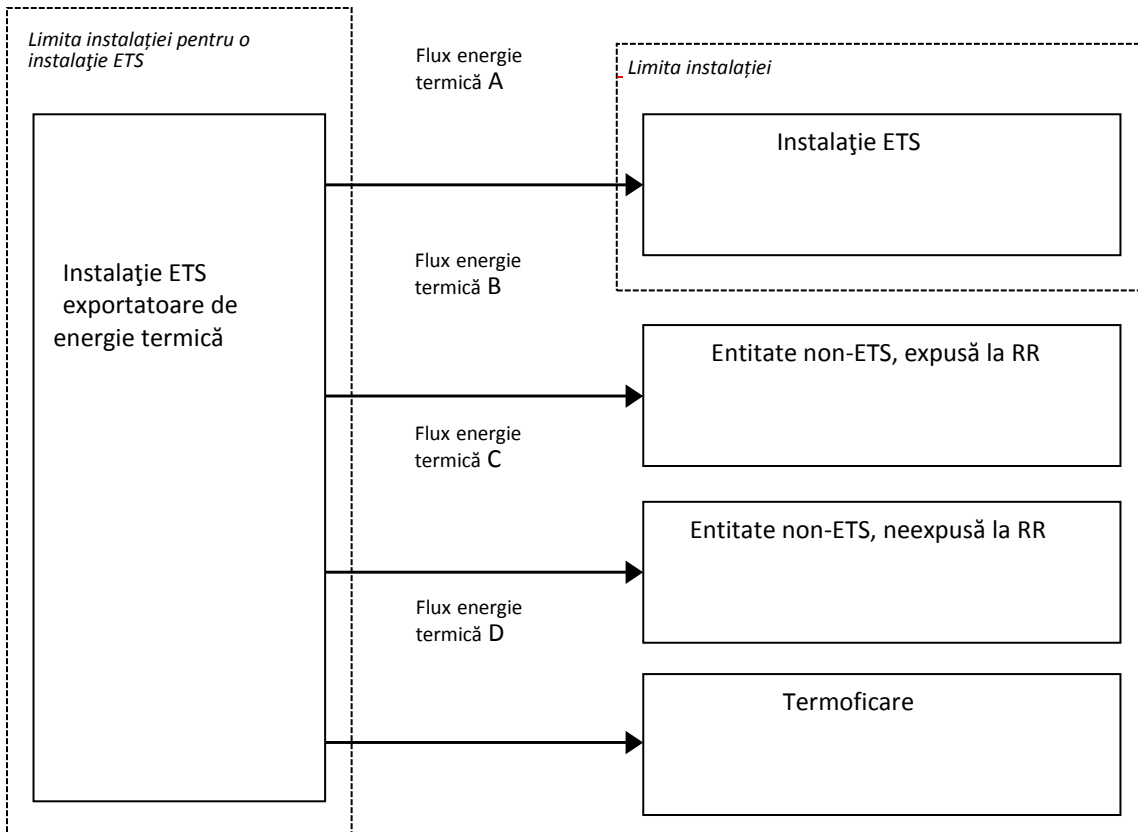 Limita instalației pentru o
instalaţie ETS
Flux energie
termică A
Limita instalației
Instalaţie ETS
Flux energie
termică B
Instalaţie ETS
exportatoare de
energie termică
Entitate non-ETS, expusă la RR
Flux energie
termică C
Entitate non-ETS, neexpusă la RR
Flux energie
termică D
Termoficare